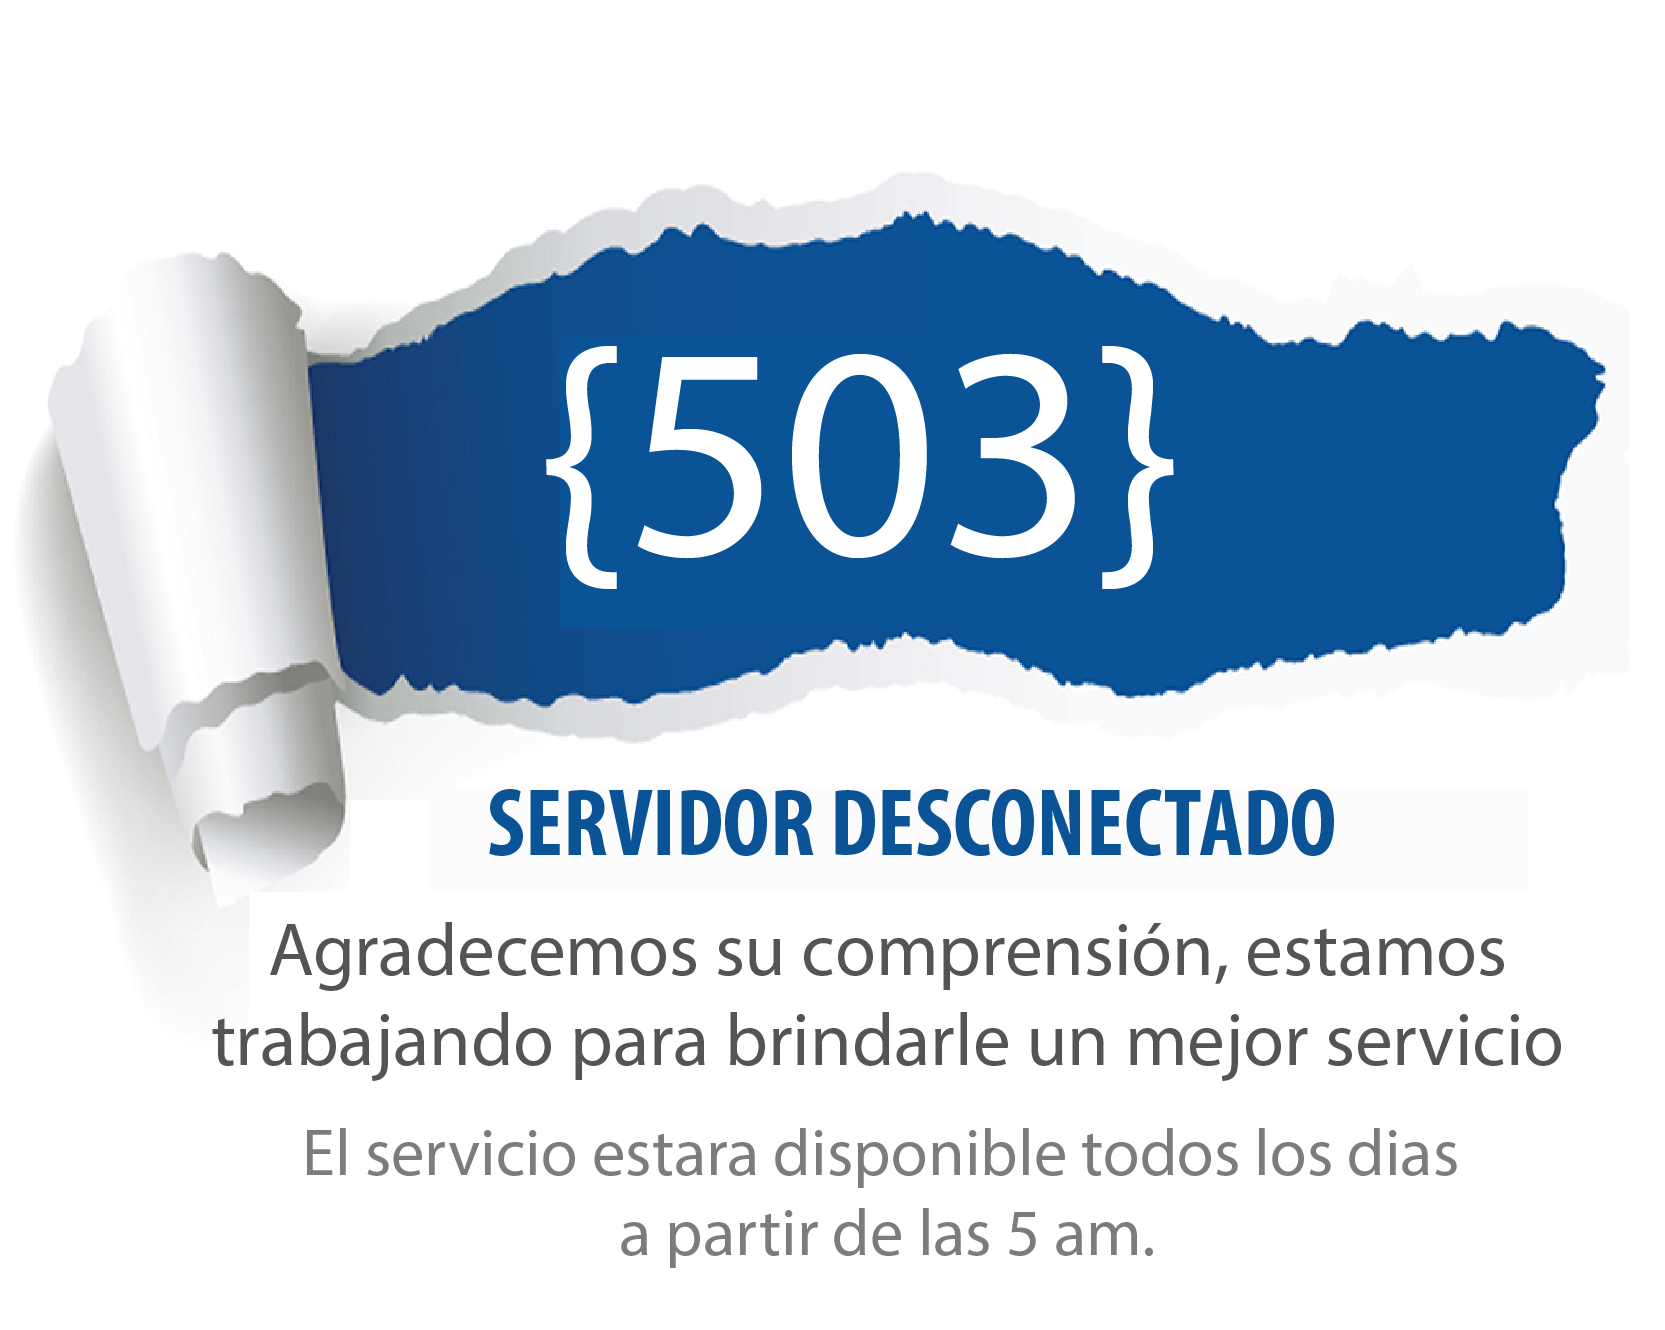 {503}
SERVIDOR DESCONECTADO
Agradecemos su comprensión, estamos
trabajando para brindarle un mejor servicio
El servicio estara disponible todos los dias
a partir de las 5 am.